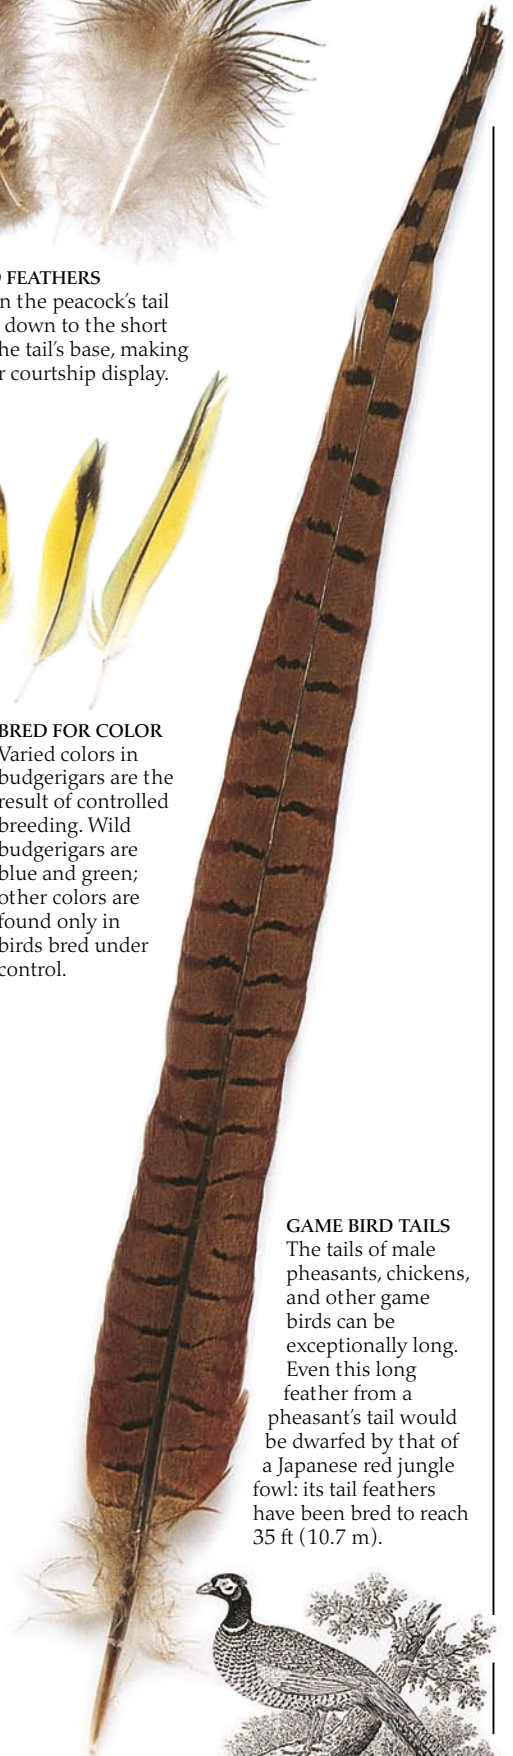 FEATHERS
n the peacock's tail
down to the short
he tail's base, making
r courtship display.
BRED FOR COLOR
Varied colors in
budgerigars are the
result of controlled
breeding. Wild
budgerigars are
blue and green;
other colors are
found only in
birds bred under
control.
GAME BIRD TAILS
The tails of male
pheasants, chickens,
and other game
birds can be
exceptionally long.
Even this long
feather from a
pheasant's tail would
be dwarfed by that of
a Japanese red jungle
fowl: its tail feathers
have been bred to reach
35 ft (10.7 m).